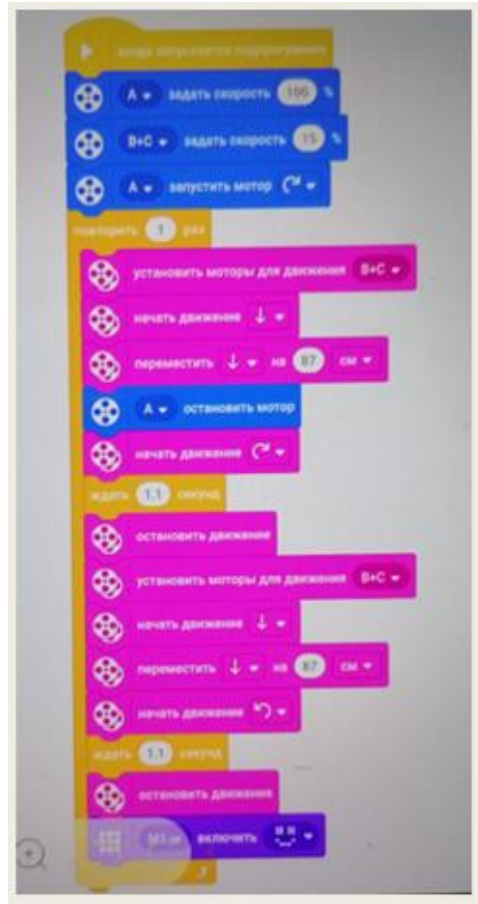 когда запускается подпрограмма
A задать скорость 100 %
B+C задать скорость 15 %
A запустить мотор
повторить 1 раз
установить моторы для движения B+C
начать движение
переместить на 87 см
A остановить мотор
начать движение
ждать 1.1 секунд
остановить движение
установить моторы для движения B+C
начать движение
переместить на 87 см
начать движение
ждать 1.1 секунд
остановить движение
включить